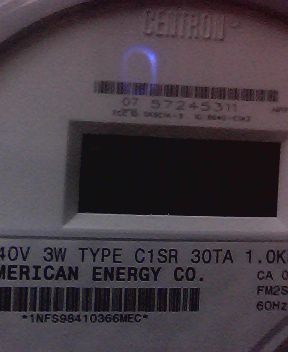 CENTRON
07 57245311
40V 3W TYPE C1SR 30TA 1.0K
MERICAN ENERGY CO.
CA 0
FM2S
60Hz
*1NFS98410366MEC*